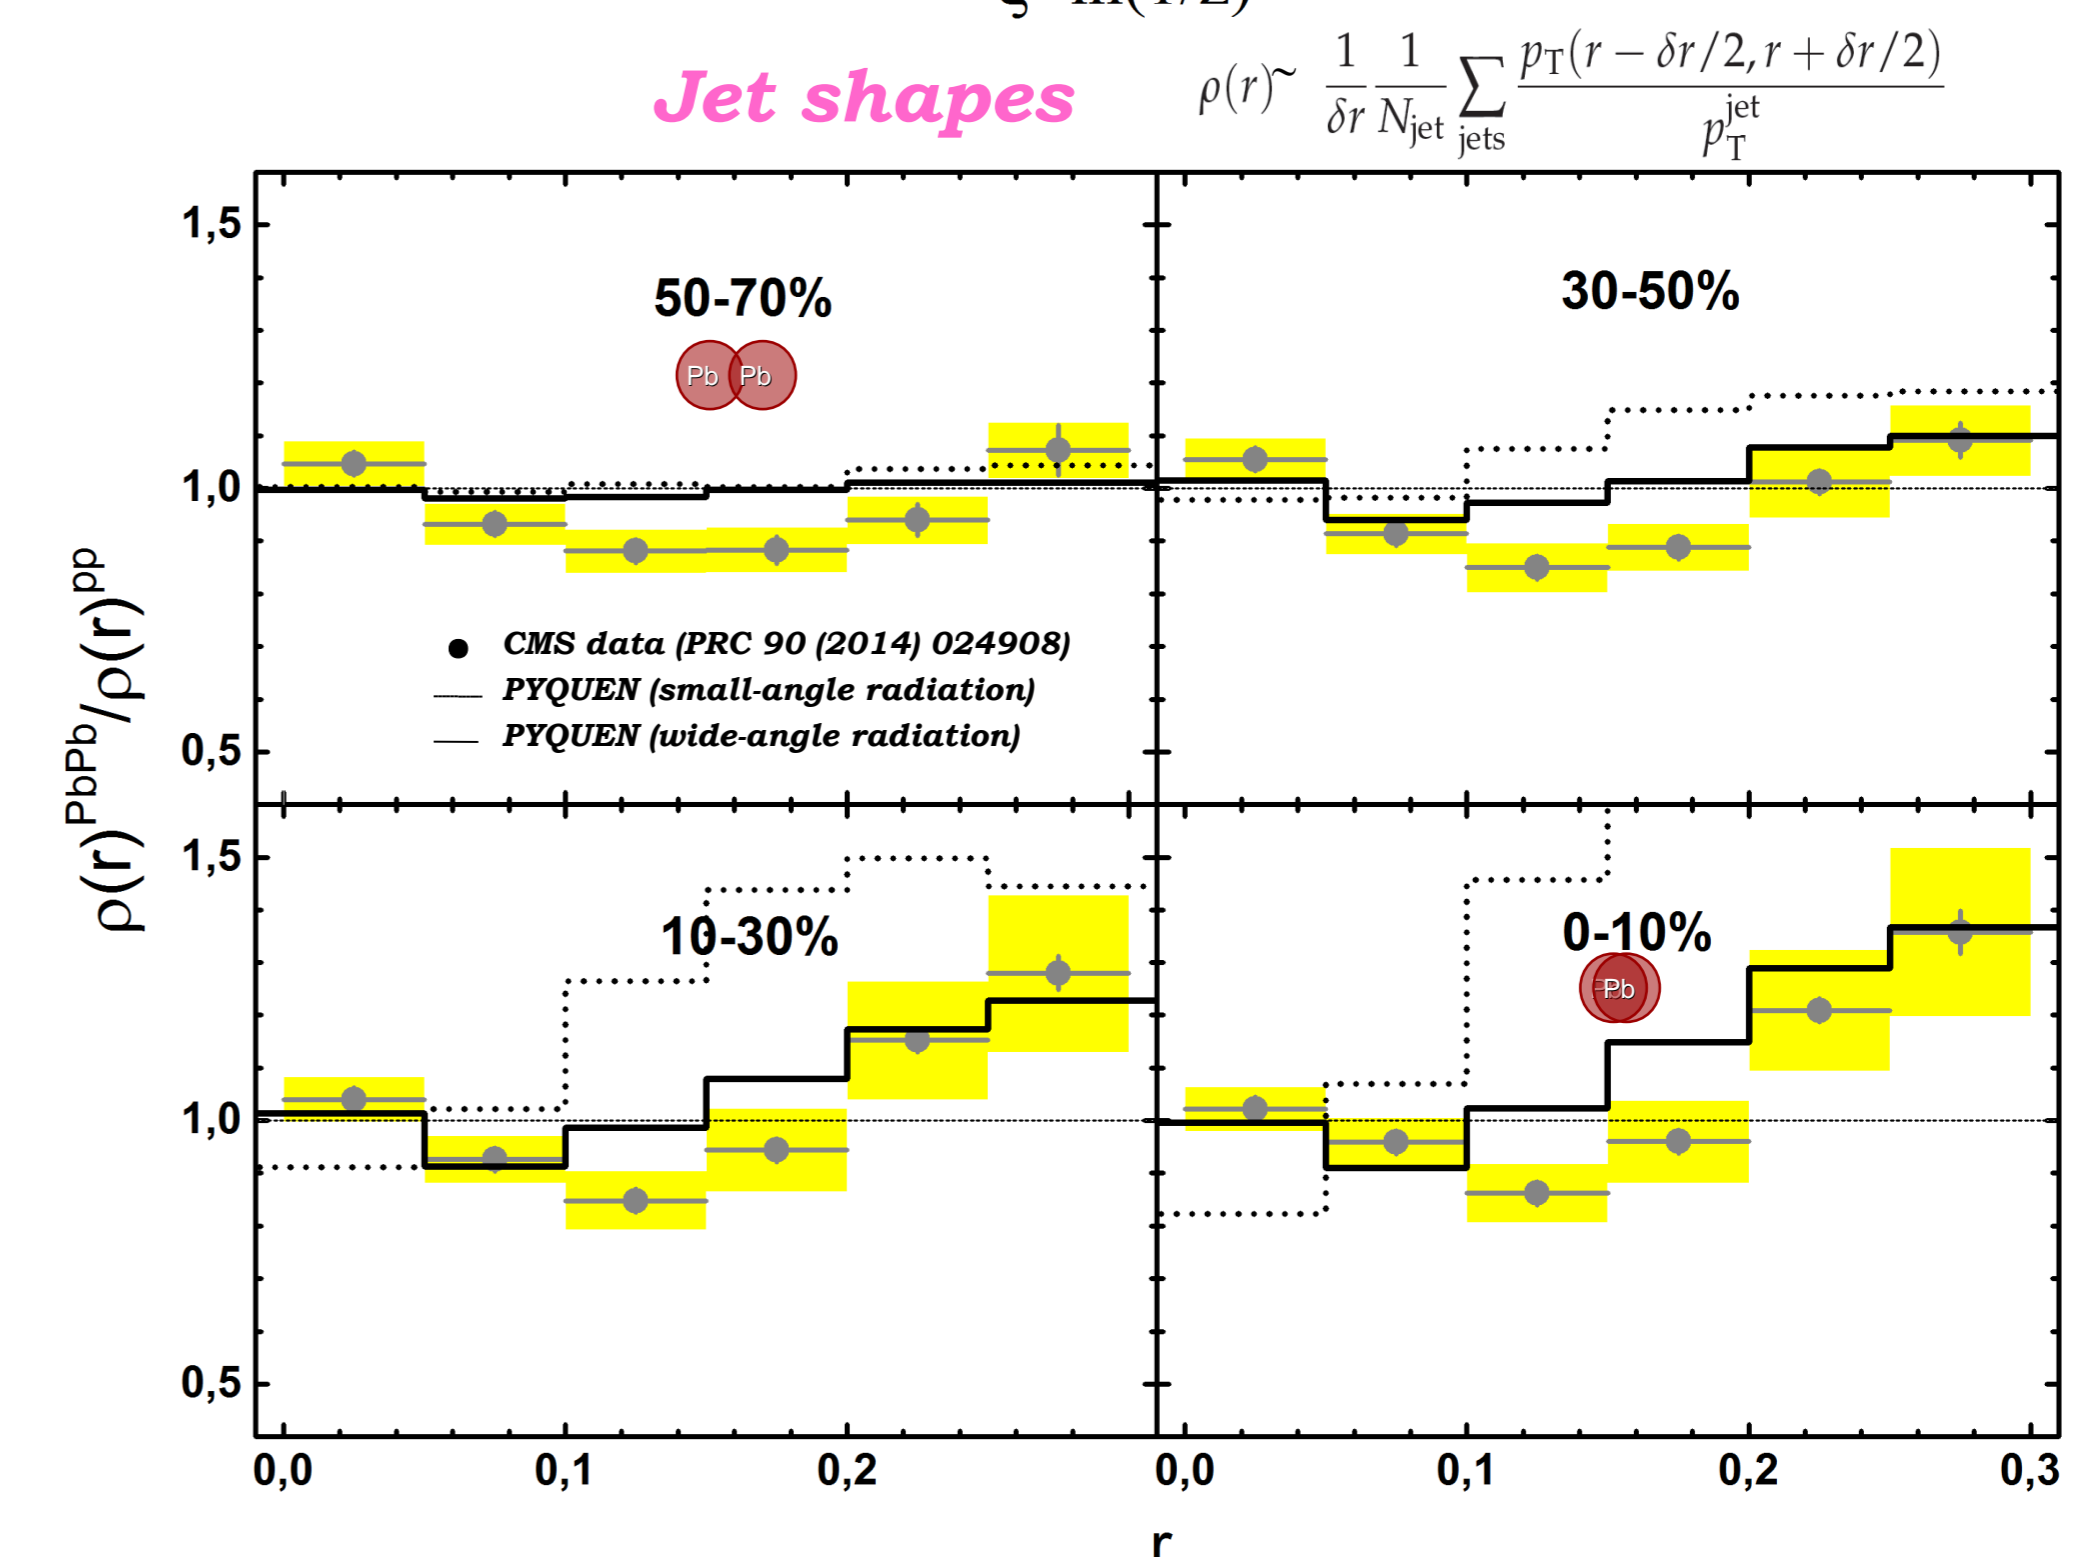 Jet shapes
ρ(r)~ 1/δr 1/N_jet ∑_jets p_T(r − δr/2, r + δr/2)/p_T^jet
1,5
50-70%
30-50%
Pb Pb
1,0
CMS data (PRC 90 (2014) 024908)
PYQUEN (small-angle radiation)
PYQUEN (wide-angle radiation)
0,5
ρ(r)^PbPb/ρ(r)^pp
1,5
10-30%
0-10%
Pb Pb
1,0
0,5
0,0 0,1 0,2 0,0 0,1 0,2 0,3
r